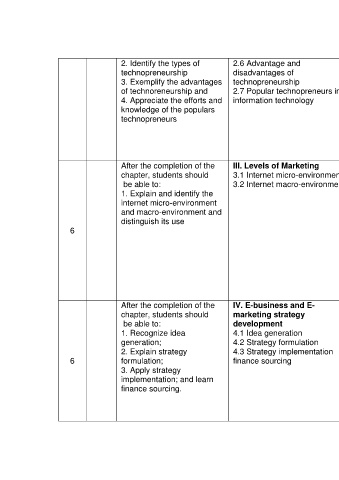 2. Identify the types of
technopreneurship
3. Exemplify the advantages
of technoreneurship and
4. Appreciate the efforts and
knowledge of the populars
technopreneurs
2.6 Advantage and
disadvantages of
technopreneurship
2.7 Popular technopreneurs in
information technology
6
After the completion of the
chapter, students should
be able to:
1. Explain and identify the
internet micro-environment
and macro-environment and
distinguish its use
III. Levels of Marketing
3.1 Internet micro-environmen
3.2 Internet macro-environme
6
After the completion of the
chapter, students should
be able to:
1. Recognize idea
generation;
2. Explain strategy
formulation;
3. Apply strategy
implementation; and learn
finance sourcing.
IV. E-business and E-
marketing strategy
development
4.1 Idea generation
4.2 Strategy formulation
4.3 Strategy implementation
finance sourcing